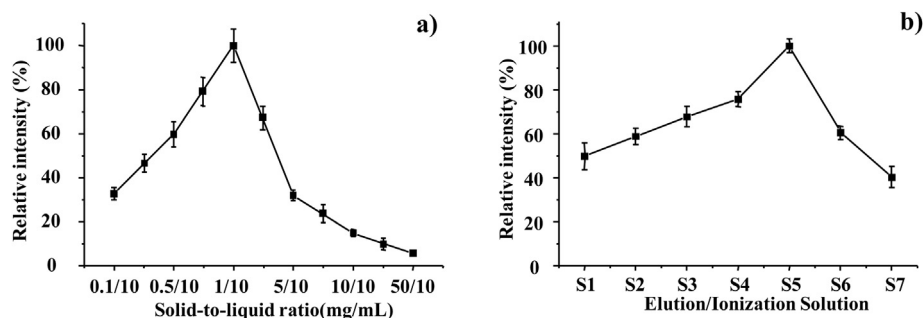 a)
Relative intensity (%)
100
80
60
40
20
0
0.1/10 0.5/10 1/10 5/10 10/10 50/10
Solid-to-liquid ratio(mg/mL)
b)
Relative intensity (%)
100
80
60
40
20
0
S1 S2 S3 S4 S5 S6 S7
Elution/Ionization Solution